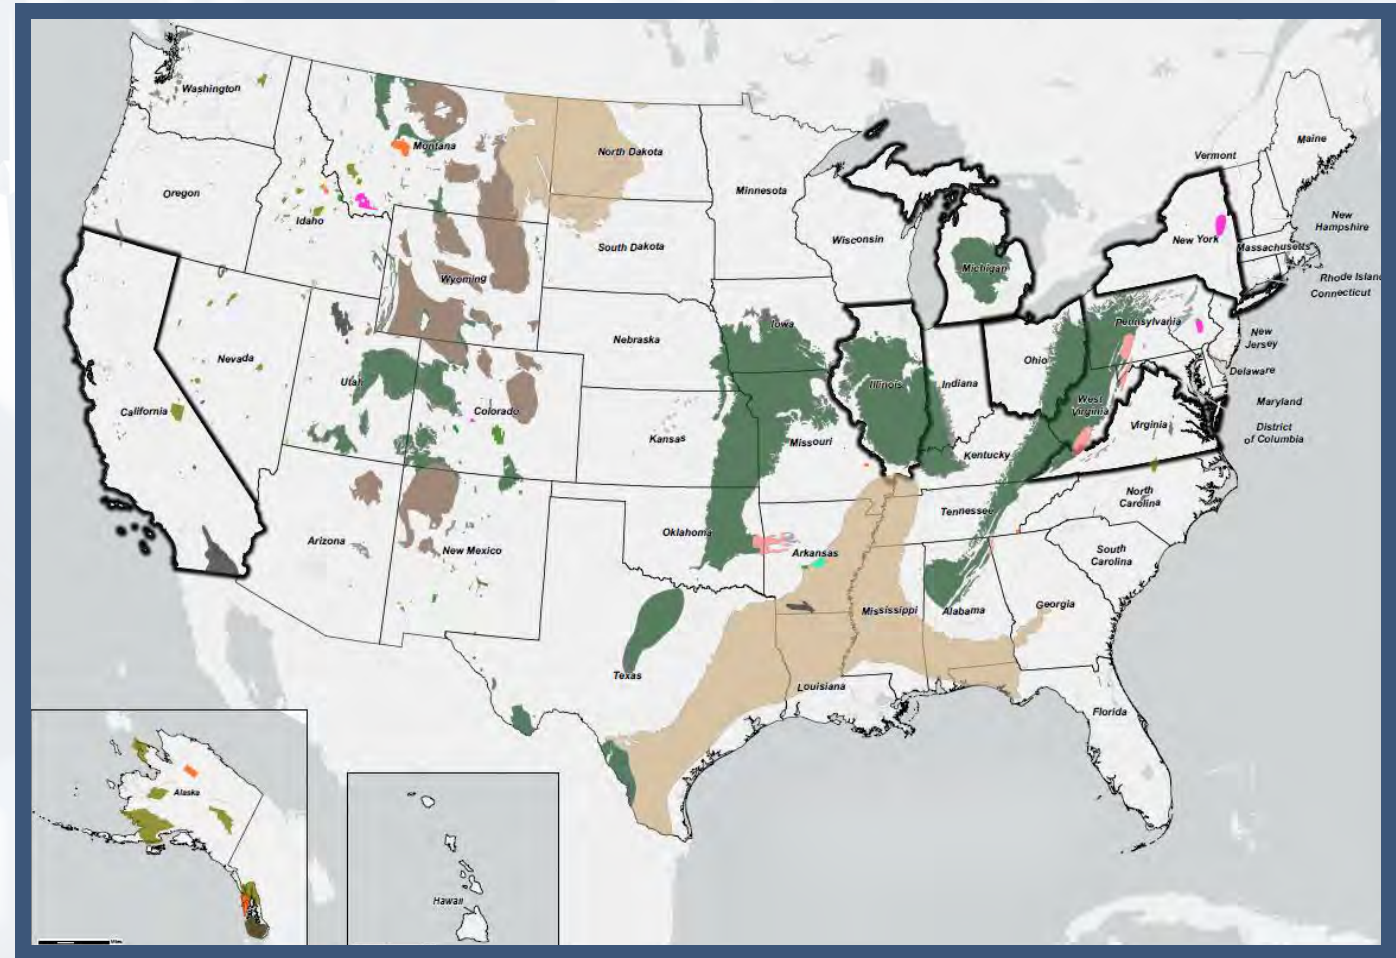 Washington
Montana
North Dakota
Minnesota
Vermont
Maine
Oregon
Idaho
South Dakota
Wisconsin
Michigan
New York
New
Hampshire
Massachusetts
Rhode Islan
Connecticut
Wyoming
Nebraska
Iowa
Pennsylvania
New
Jersey
Nevada
Utah
Colorado
Illinois
Indiana
Ohio
Delaware
California
Kansas
Missouri
Kentucky
West
Virginia
Virginia
Maryland
District
of Columbia
Arizona
New Mexico
Oklahoma
Arkansas
Tennessee
North
Carolina
South
Carolina
Texas
Louisiana
Mississippi
Alabama
Georgia
Florida
Alaska
Hawaii
Miles